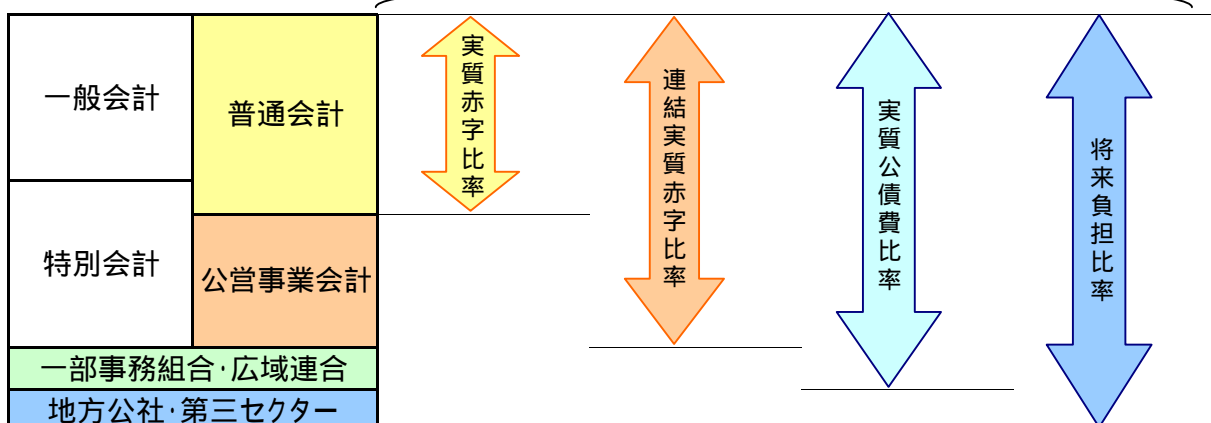 一般会計
普通会計
特別会計
公営事業会計
一部事務組合･広域連合
地方公社･第三セクター
実質赤字比率
連結実質赤字比率
実質公債費比率
将来負担比率